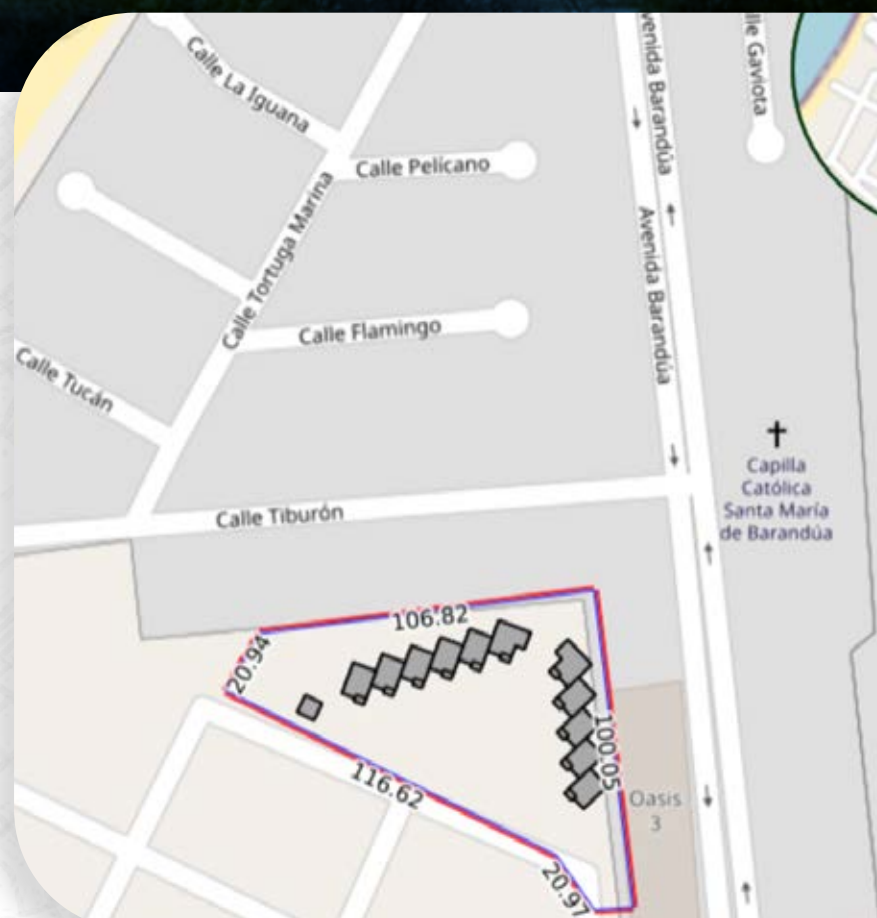 Calle La Iguana
Avenida Barandúa
Calle Gaviota
Calle Pelícano
Calle Tortuga Marina
Avenida Barandúa
Calle Flamingo
Calle Tucán
Capilla
Católica
Santa María
de Barandúa
Calle Tiburón
106.82
20.94
100.05
116.62
Oasis
3
20.97